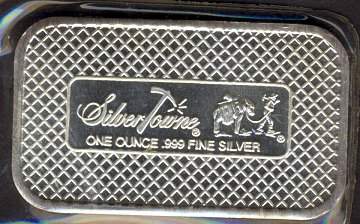 SilverTowne ®
®
ONE OUNCE .999 FINE SILVER